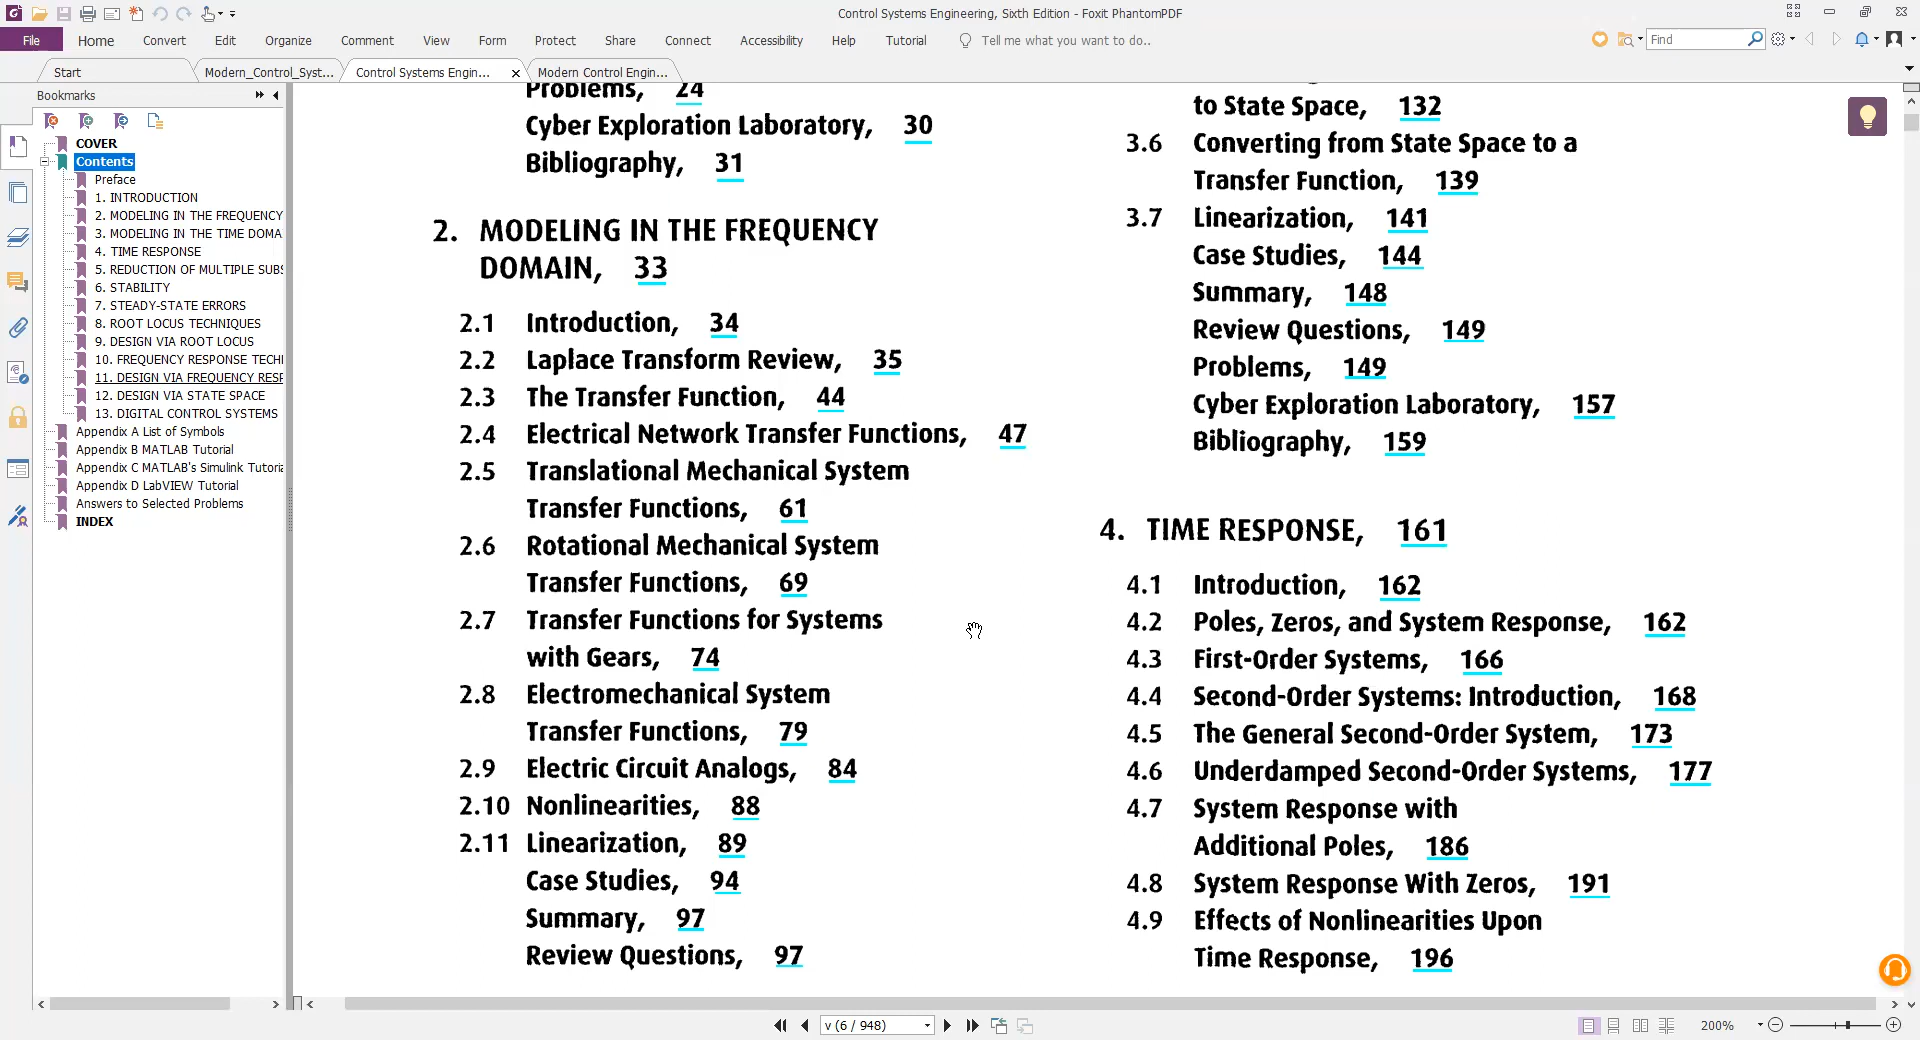 Control Systems Engineering, Sixth Edition - Foxit PhantomPDF
File Home Convert Edit Organize Comment View Form Protect Share Connect Accessibility Help Tutorial Tell me what you want to do.. Find
Start Modern_Control_Syst... Control Systems Engin... Modern Control Engin...
Bookmarks
COVER
Contents
Preface
1. INTRODUCTION
2. MODELING IN THE FREQUENCY
3. MODELING IN THE TIME DOMA
4. TIME RESPONSE
5. REDUCTION OF MULTIPLE SUBS
6. STABILITY
7. STEADY-STATE ERRORS
8. ROOT LOCUS TECHNIQUES
9. DESIGN VIA ROOT LOCUS
10. FREQUENCY RESPONSE TECH
11. DESIGN VIA FREQUENCY RESP
12. DESIGN VIA STATE SPACE
13. DIGITAL CONTROL SYSTEMS
Appendix A List of Symbols
Appendix B MATLAB Tutorial
Appendix C MATLAB's Simulink Tutoria
Appendix D LabVIEW Tutorial
Answers to Selected Problems
INDEX
Problems, 24
Cyber Exploration Laboratory, 30
Bibliography, 31
2. MODELING IN THE FREQUENCY
DOMAIN, 33
2.1 Introduction, 34
2.2 Laplace Transform Review, 35
2.3 The Transfer Function, 44
2.4 Electrical Network Transfer Functions, 47
2.5 Translational Mechanical System
Transfer Functions, 61
2.6 Rotational Mechanical System
Transfer Functions, 69
2.7 Transfer Functions for Systems
with Gears, 74
2.8 Electromechanical System
Transfer Functions, 79
2.9 Electric Circuit Analogs, 84
2.10 Nonlinearities, 88
2.11 Linearization, 89
Case Studies, 94
Summary, 97
Review Questions, 97
to State Space, 132
3.6 Converting from State Space to a
Transfer Function, 139
3.7 Linearization, 141
Case Studies, 144
Summary, 148
Review Questions, 149
Problems, 149
Cyber Exploration Laboratory, 157
Bibliography, 159
4. TIME RESPONSE, 161
4.1 Introduction, 162
4.2 Poles, Zeros, and System Response, 162
4.3 First-Order Systems, 166
4.4 Second-Order Systems: Introduction, 168
4.5 The General Second-Order System, 173
4.6 Underdamped Second-Order Systems, 177
4.7 System Response with
Additional Poles, 186
4.8 System Response With Zeros, 191
4.9 Effects of Nonlinearities Upon
Time Response, 196
v (6 / 948)
200%